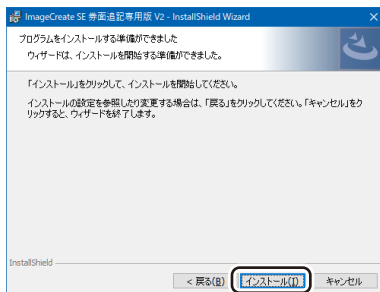 ImageCreate SE 券面追記専用版 V2 - InstallShield Wizard
プログラムをインストールする準備ができました
ウィザードは、インストールを開始する準備ができました。
「インストール」をクリックして、インストールを開始してください。
インストールの設定を参照したり変更する場合は、「戻る」をクリックしてください。「キャンセル」をク
リックすると、ウィザードを終了します。
InstallShield
< 戻る(B) インストール(I) キャンセル